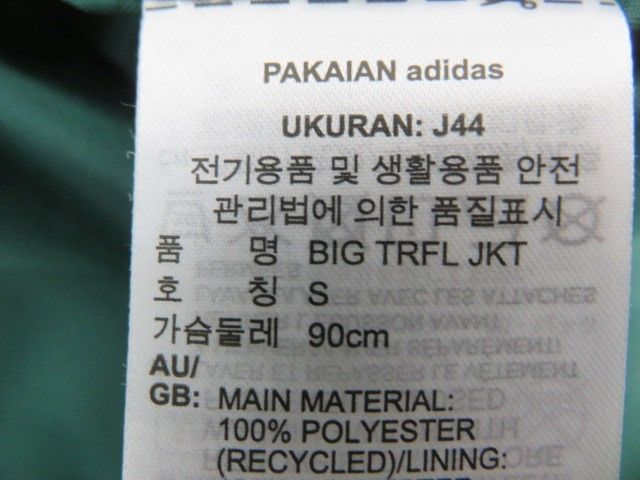 PAKAIAN adidas
UKURAN: J44
전기용품 및 생활용품 안전
관리법에 의한 품질표시
품 명 BIG TRFL JKT
호 칭 S
가슴둘레 90cm
AU/
GB: MAIN MATERIAL:
100% POLYESTER
(RECYCLED)/LINING: